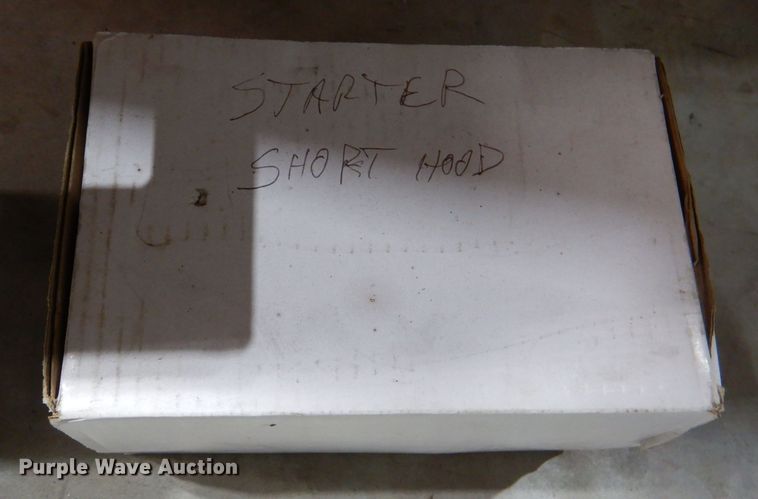 STARTER
SHORT HOOD
Purple Wave Auction